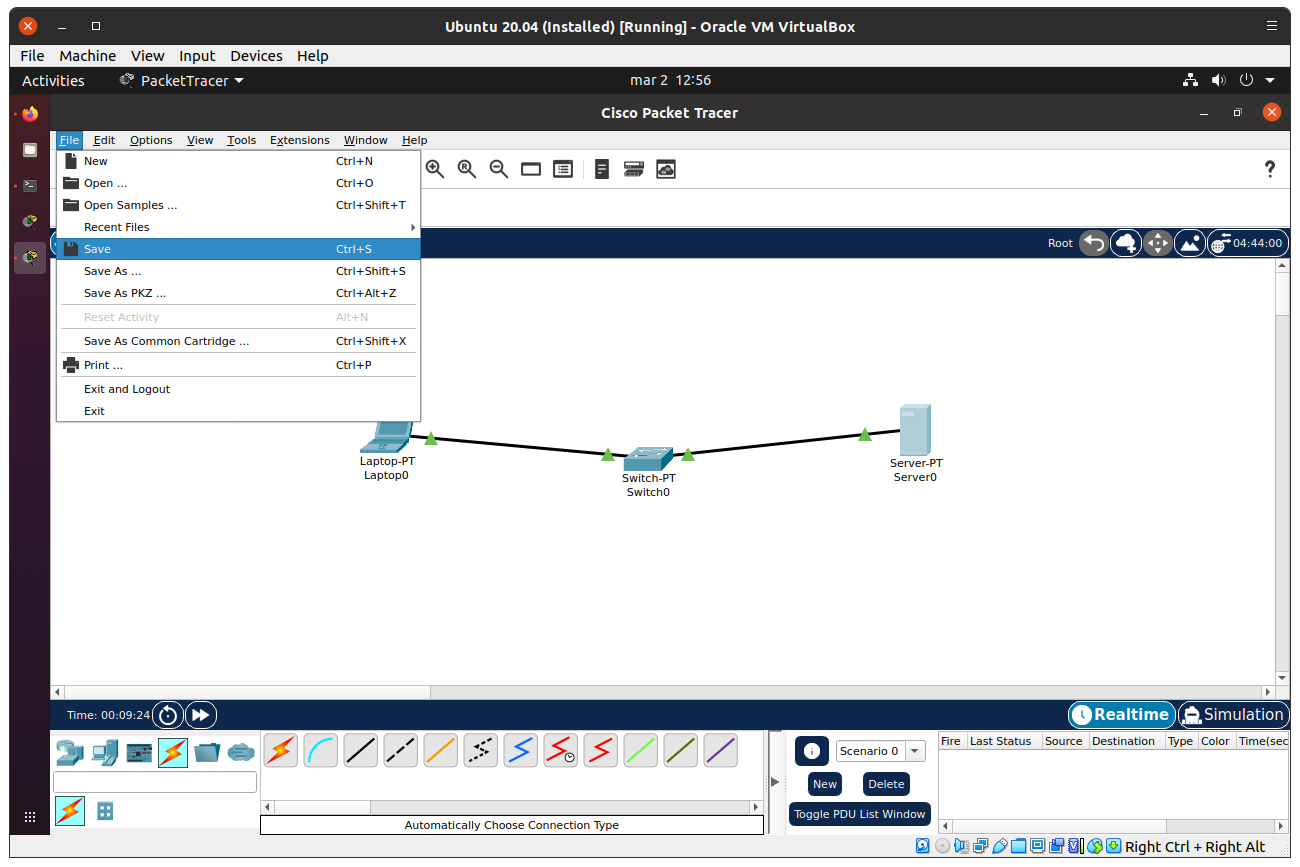 Ubuntu 20.04 (Installed) [Running] - Oracle VM VirtualBox
File Machine View Input Devices Help
Activities PacketTracer mar 2 12:56
Cisco Packet Tracer
File Edit Options View Tools Extensions Window Help
New Ctrl+N
Open ... Ctrl+O
Open Samples ... Ctrl+Shift+T
Recent Files
Save Ctrl+S
Save As ... Ctrl+Shift+S
Save As PKZ ... Ctrl+Alt+Z
Reset Activity Alt+N
Save As Common Cartridge ... Ctrl+Shift+X
Print ... Ctrl+P
Exit and Logout
Exit
Root 04:44:00
Laptop-PT
Laptop0
Switch-PT
Switch0
Server-PT
Server0
Time: 00:09:24 Realtime Simulation
Automatically Choose Connection Type
Scenario 0
New Delete
Toggle PDU List Window
Fire Last Status Source Destination Type Color Time(sec
Right Ctrl + Right Alt